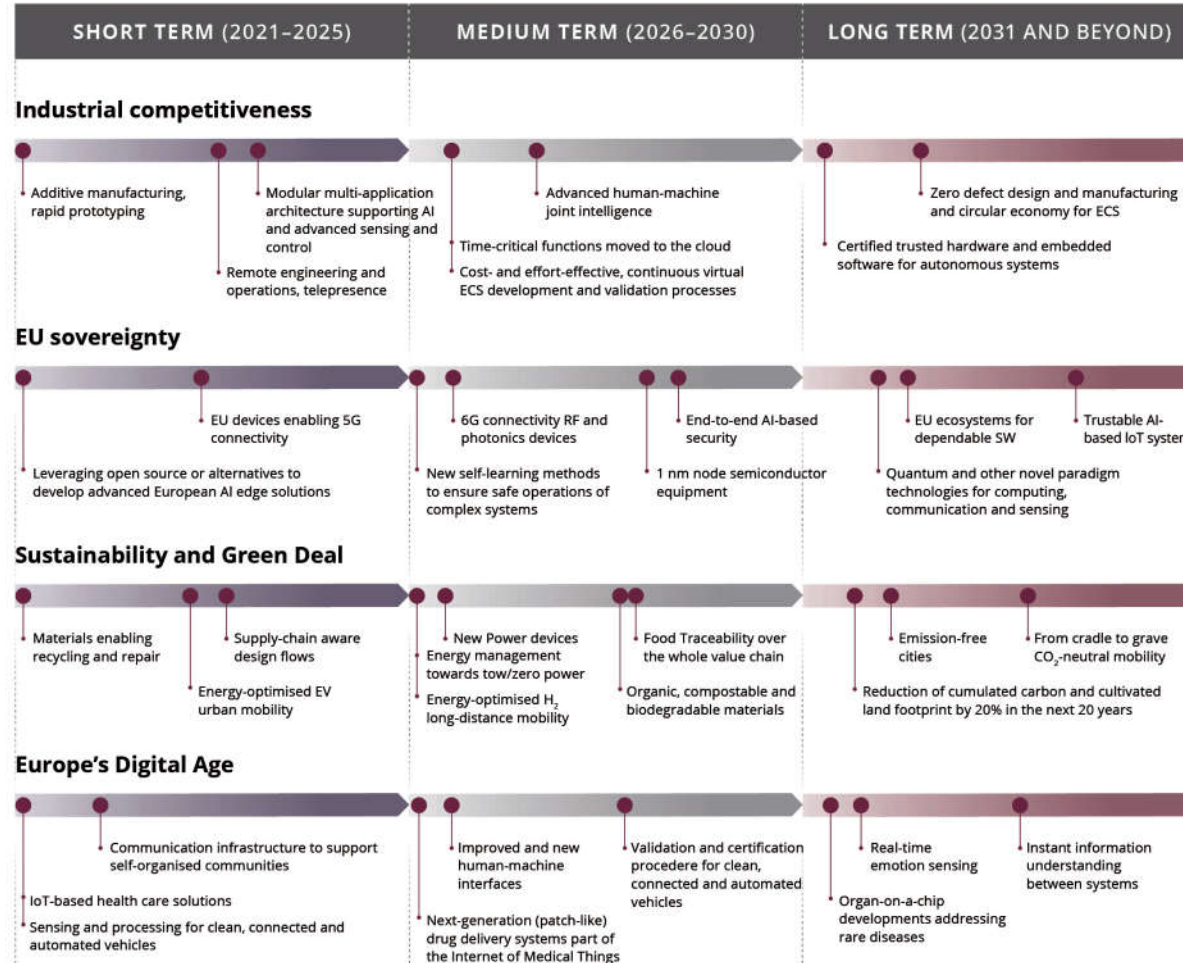 SHORT TERM (2021–2025)
MEDIUM TERM (2026–2030)
LONG TERM (2031 AND BEYOND)
Industrial competitiveness
Additive manufacturing,
rapid prototyping
Modular multi-application
architecture supporting AI
and advanced sensing and
control
Remote engineering and
operations, telepresence
Advanced human-machine
joint intelligence
Time-critical functions moved to the cloud
Cost- and effort-effective, continuous virtual
ECS development and validation processes
Zero defect design and manufacturing
and circular economy for ECS
Certified trusted hardware and embedded
software for autonomous systems
EU sovereignty
EU devices enabling 5G
connectivity
Leveraging open source or alternatives to
develop advanced European AI edge solutions
6G connectivity RF and
photonics devices
End-to-end AI-based
security
New self-learning methods
to ensure safe operations of
complex systems
1 nm node semiconductor
equipment
EU ecosystems for
dependable SW
Trustable AI-
based IoT system
Quantum and other novel paradigm
technologies for computing,
communication and sensing
Sustainability and Green Deal
Materials enabling
recycling and repair
Supply-chain aware
design flows
Energy-optimised EV
urban mobility
New Power devices
Energy management
towards tow/zero power
Energy-optimised H₂
long-distance mobility
Food Traceability over
the whole value chain
Organic, compostable and
biodegradable materials
Emission-free
cities
From cradle to grave
CO₂-neutral mobility
Reduction of cumulated carbon and cultivated
land footprint by 20% in the next 20 years
Europe’s Digital Age
Communication infrastructure to support
self-organised communities
IoT-based health care solutions
Sensing and processing for clean, connected and
automated vehicles
Improved and new
human-machine
interfaces
Next-generation (patch-like)
drug delivery systems part of
the Internet of Medical Things
Validation and certification
procedere for clean,
connected and automated
vehicles
Real-time
emotion sensing
Instant information
understanding
between systems
Organ-on-a-chip
developments addressing
rare diseases